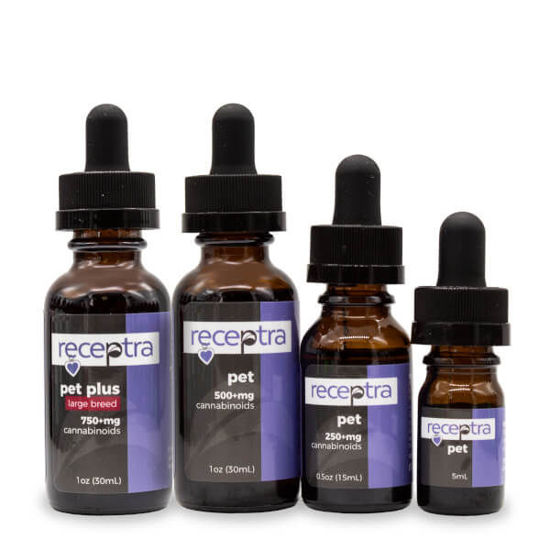 receptra
pet plus
large breed
750+mg
cannabinoids
1oz (30mL)
receptra
pet
500+mg
cannabinoids
1oz (30mL)
receptra
pet
250+mg
cannabinoids
0.5oz (15mL)
receptra
pet
5mL